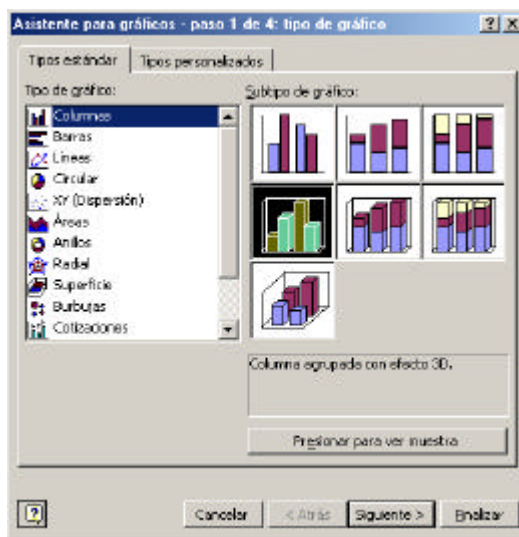 Asistente para gráficos - paso 1 de 4: tipo de gráfico
Tipos estándar
Tipos personalizados
Tipo de gráfico:
Columnas
Barras
Líneas
Circular
XY (Dispersión)
Áreas
Anillos
Radial
Superficie
Burbujas
Cotizaciones
Subtipo de gráfico:
Columna agrupada con efecto 3D.
Presionar para ver muestra
Cancelar
< Atrás
Siguiente >
Finalizar